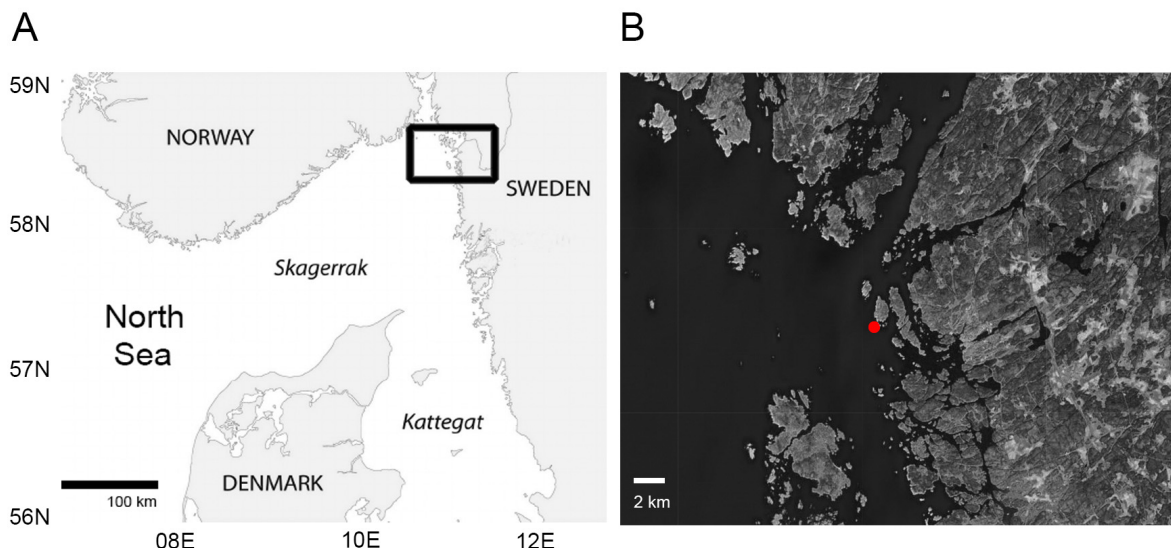 A
B
59N
NORWAY
SWEDEN
58N
Skagerrak
North
Sea
57N
Kattegat
DENMARK
100 km
2 km
56N
08E
10E
12E